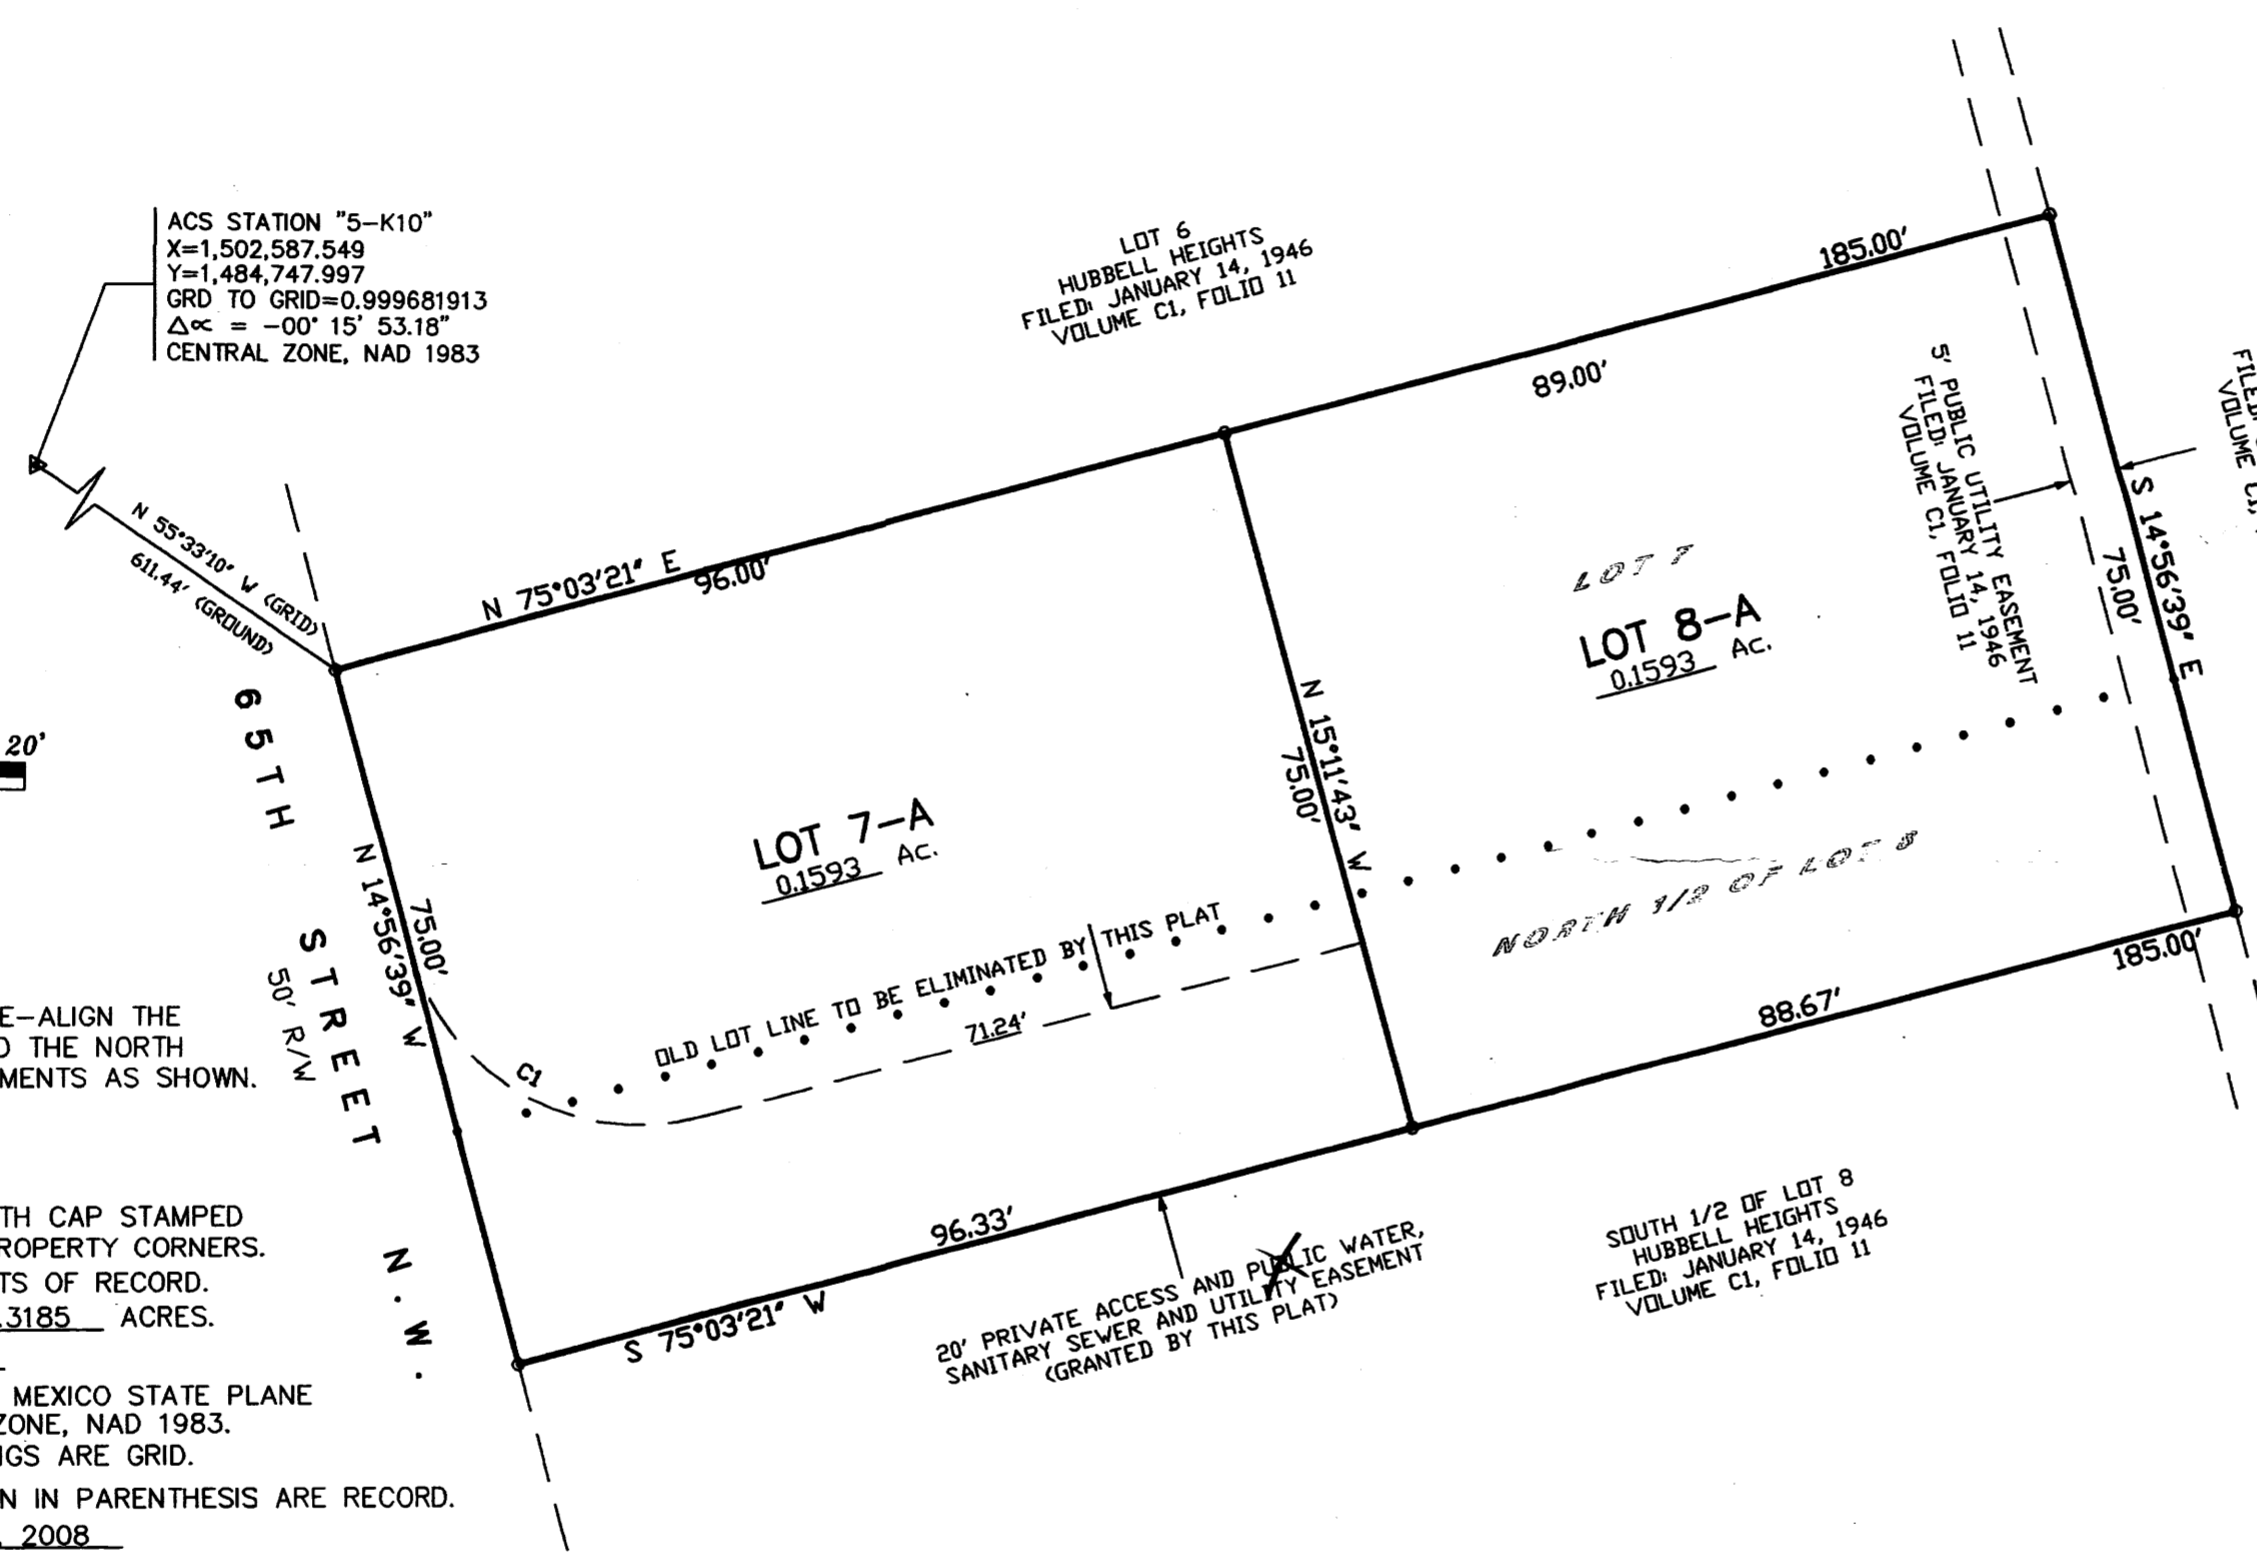 ACS STATION "5-K10"
X=1,502,587.549
Y=1,484,747.997
GRD TO GRID=0.999681913
Δ∝ = -00° 15' 53.18"
CENTRAL ZONE, NAD 1983
N 55°33'10" W (GRID)
611.44' (GROUND)
LOT 6
HUBBELL HEIGHTS
FILED: JANUARY 14, 1946
VOLUME C1, FOLIO 11
185.00'
89.00'
N 75°03'21" E
96.00'
5' PUBLIC UTILITY EASEMENT
FILED: JANUARY 14, 1946
VOLUME C1, FOLIO 11
VOLUME C1,
S 14°56'39" E
75.00'
LOT 7
LOT 8-A
0.1593 Ac.
N 15°11'43" W
75.00'
20'
65TH STREET N.W.
50' R/W
N 14°56'39" W
75.00'
LOT 7-A
0.1593 Ac.
NORTH 1/2 OF LOT 8
OLD LOT LINE TO BE ELIMINATED BY THIS PLAT
71.24'
C1
185.00'
88.67'
96.33'
S 75°03'21" W
20' PRIVATE ACCESS AND PUBLIC WATER,
SANITARY SEWER AND UTILITY EASEMENT
(GRANTED BY THIS PLAT)
SOUTH 1/2 OF LOT 8
HUBBELL HEIGHTS
FILED: JANUARY 14, 1946
VOLUME C1, FOLIO 11
E-ALIGN THE
THE NORTH
MENTS AS SHOWN.
TH CAP STAMPED
ROPERTY CORNERS.
TS OF RECORD.
.3185 ACRES.
MEXICO STATE PLANE
ZONE, NAD 1983.
GS ARE GRID.
N IN PARENTHESIS ARE RECORD.
2008